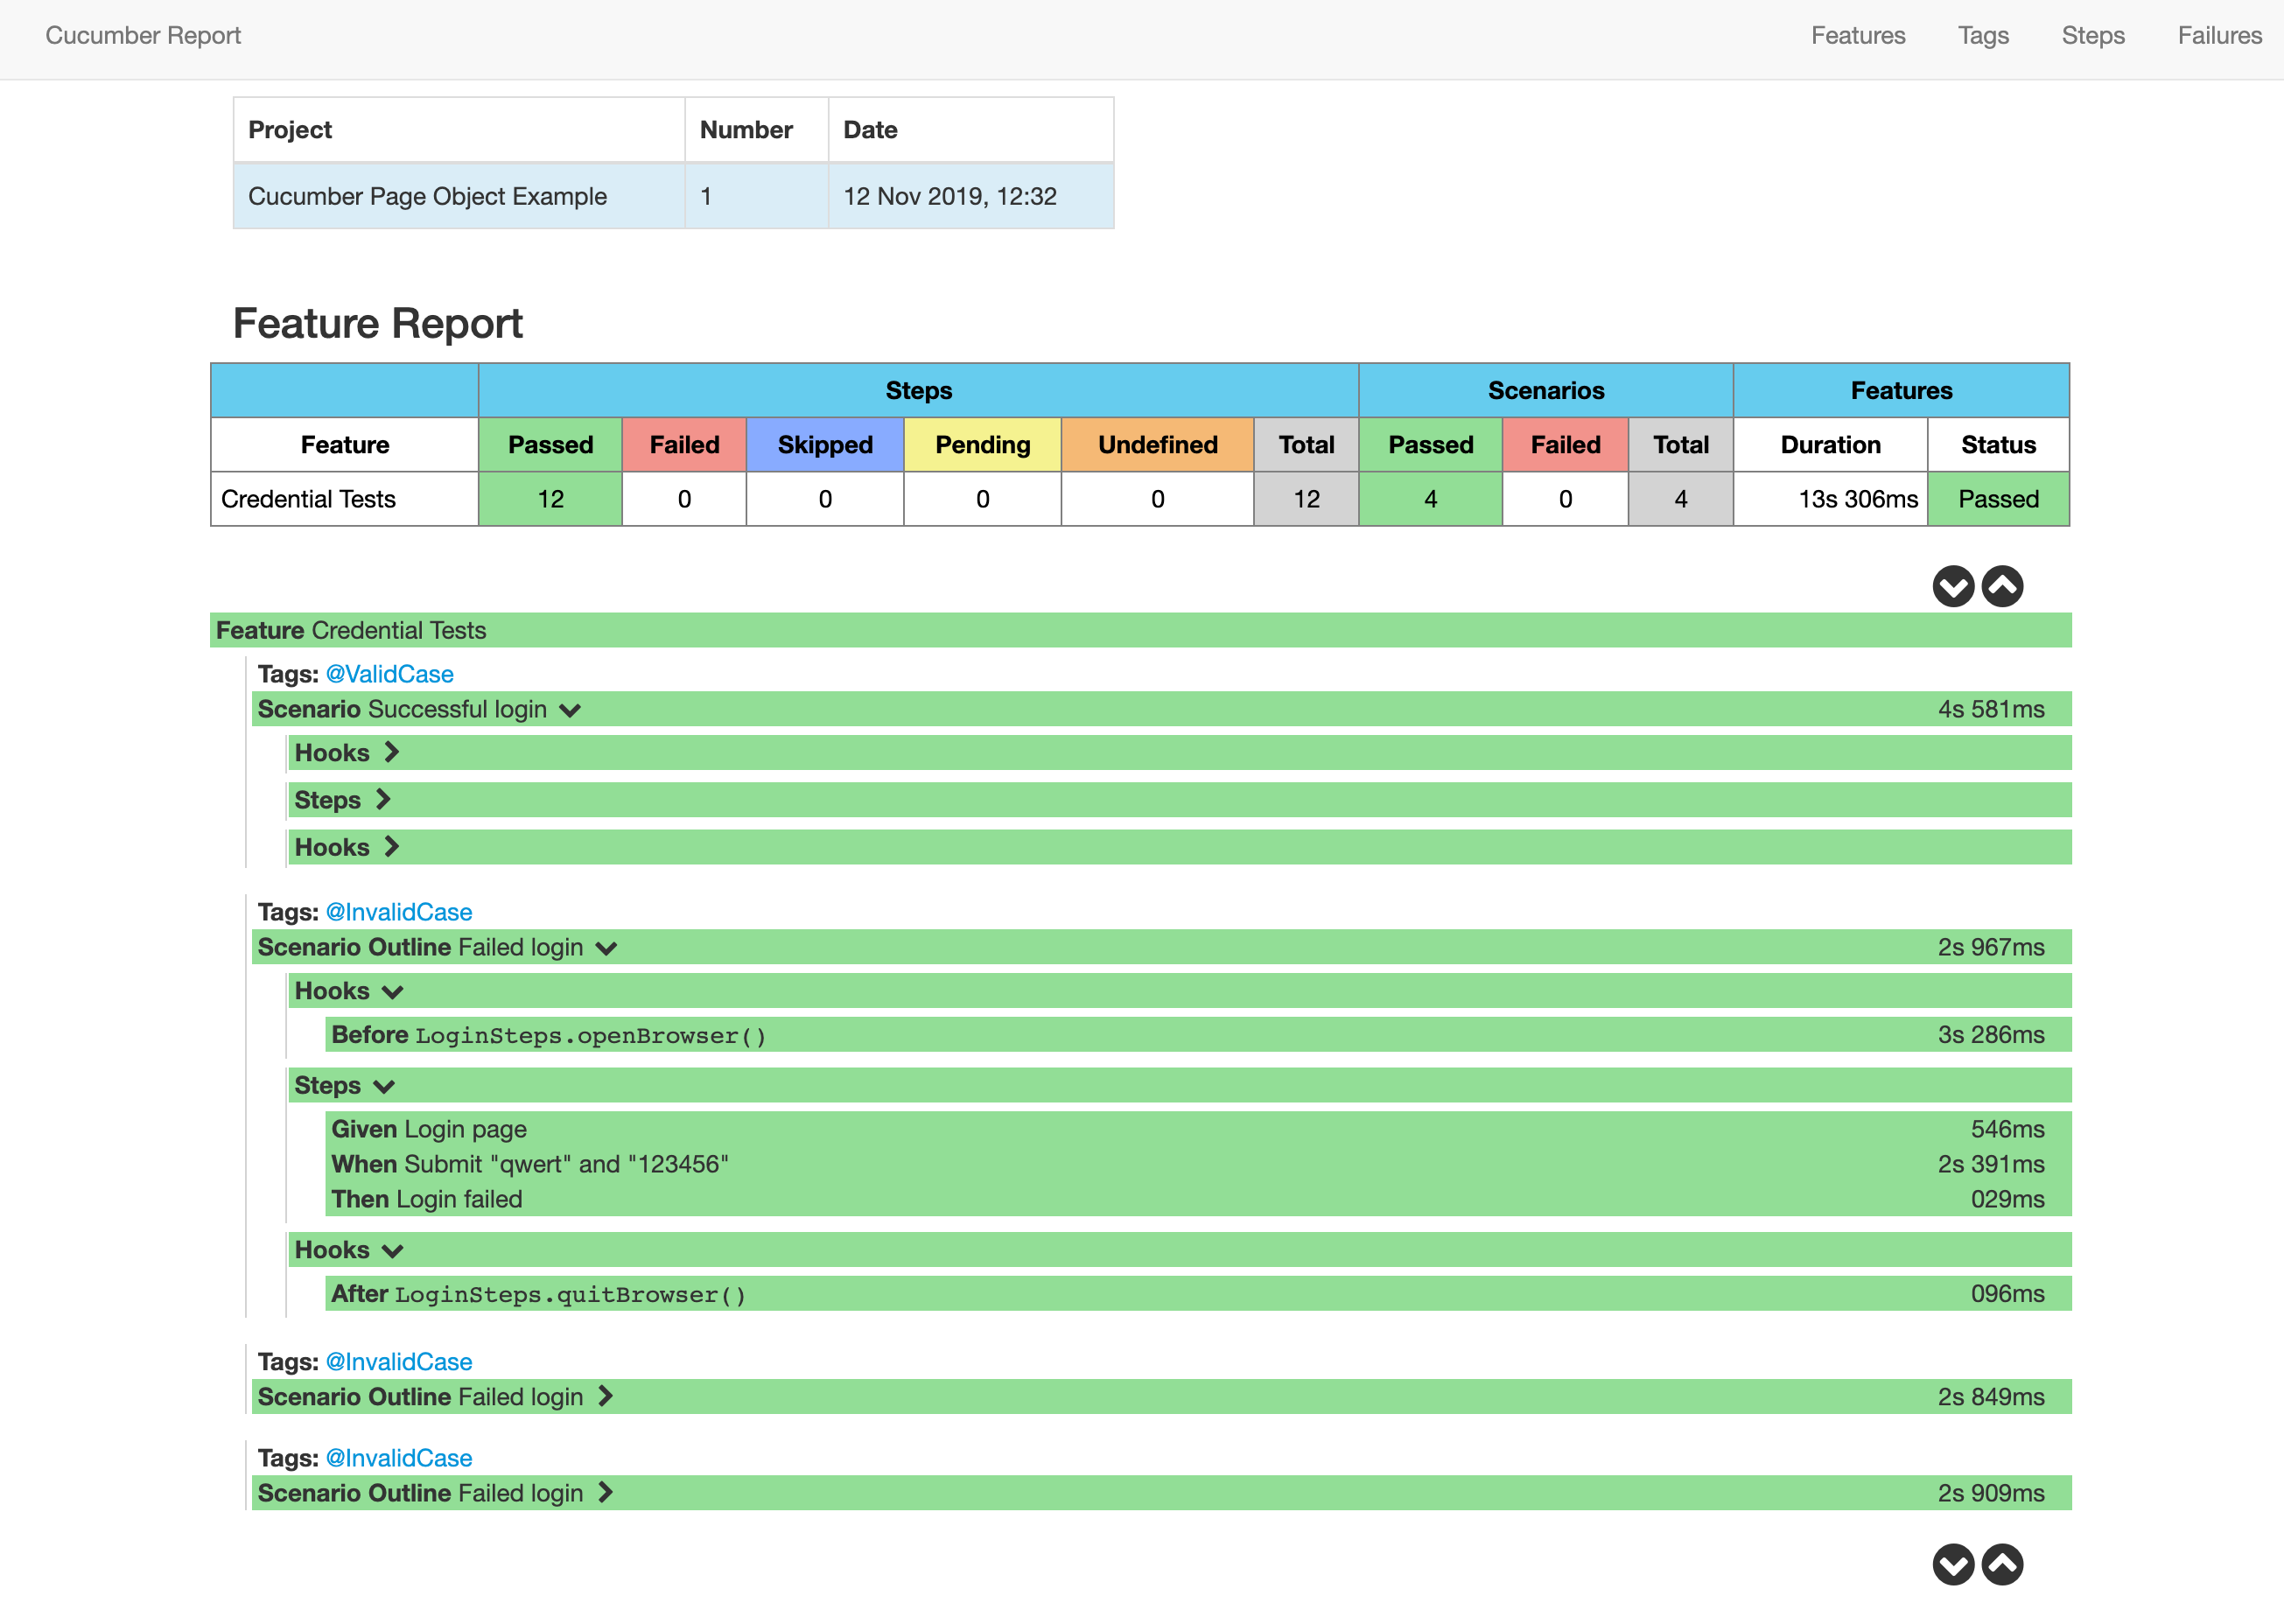 Cucumber Report Features Tags Steps Failures
Project Number Date
Cucumber Page Object Example 1 12 Nov 2019, 12:32
Feature Report
Steps Scenarios Features
Feature Passed Failed Skipped Pending Undefined Total Passed Failed Total Duration Status
Credential Tests 12 0 0 0 0 12 4 0 4 13s 306ms Passed
Feature Credential Tests
Tags: @ValidCase
Scenario Successful login 4s 581ms
Hooks
Steps
Hooks
Tags: @InvalidCase
Scenario Outline Failed login 2s 967ms
Hooks
Before LoginSteps.openBrowser() 3s 286ms
Steps
Given Login page 546ms
When Submit "qwert" and "123456" 2s 391ms
Then Login failed 029ms
Hooks
After LoginSteps.quitBrowser() 096ms
Tags: @InvalidCase
Scenario Outline Failed login 2s 849ms
Tags: @InvalidCase
Scenario Outline Failed login 2s 909ms